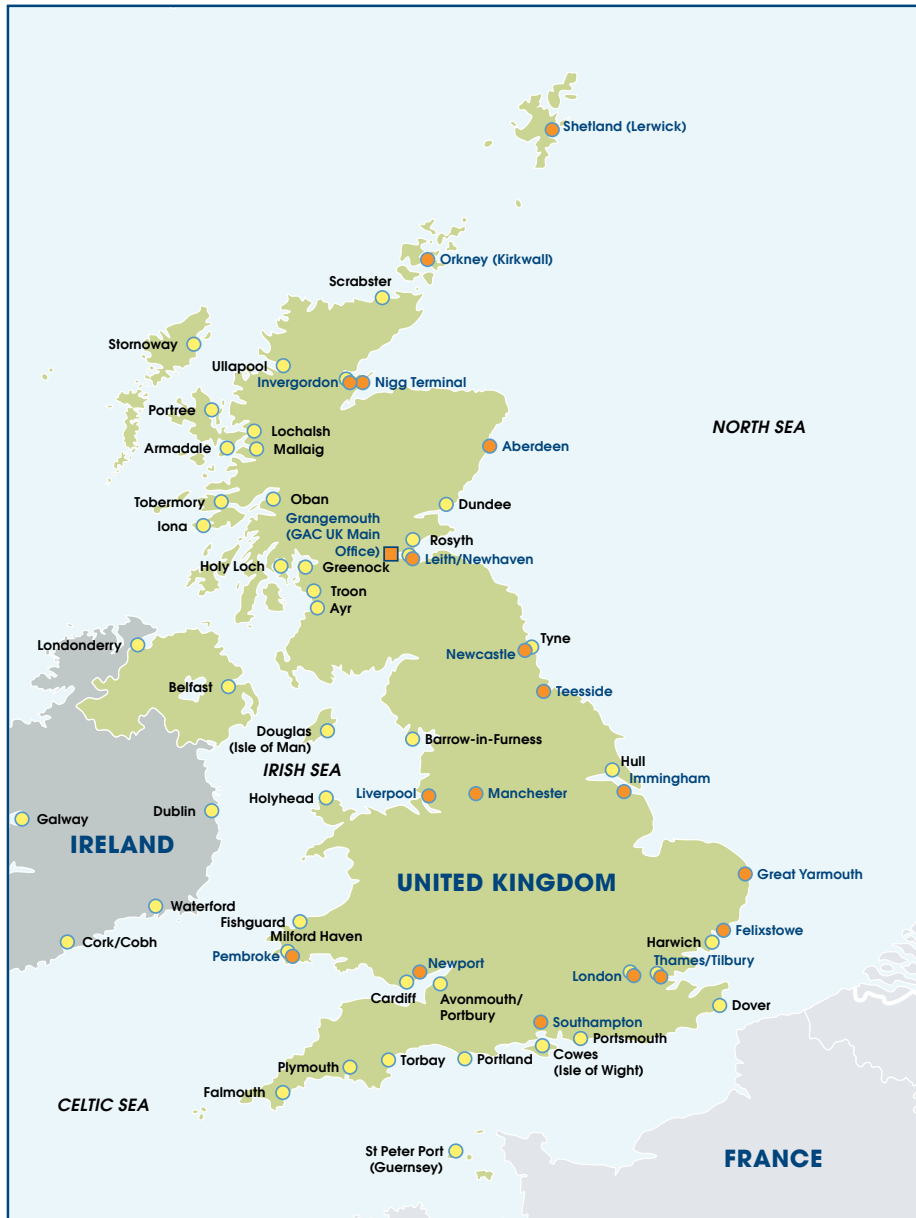 Shetland (Lerwick)
Orkney (Kirkwall)
Scrabster
Stornoway
Ullapool
Invergordon
Nigg Terminal
Portree
NORTH SEA
Lochalsh
Armadale
Mallaig
Aberdeen
Tobermory
Oban
Dundee
Iona
Grangemouth
(GAC UK Main
Office)
Rosyth
Leith/Newhaven
Holy Loch
Greenock
Troon
Ayr
Londonderry
Tyne
Newcastle
Belfast
Teesside
Douglas
(Isle of Man)
Barrow-in-Furness
IRISH SEA
Hull
Immingham
Holyhead
Liverpool
Manchester
Galway
Dublin
IRELAND
UNITED KINGDOM
Great Yarmouth
Waterford
Fishguard
Milford Haven
Pembroke
Cork/Cobh
Felixstowe
Harwich
Newport
Thames/Tilbury
London
Cardiff
Avonmouth/
Portbury
Dover
Southampton
Portsmouth
Cowes
(Isle of Wight)
Plymouth
Torbay
Portland
Falmouth
CELTIC SEA
St Peter Port
(Guernsey)
FRANCE